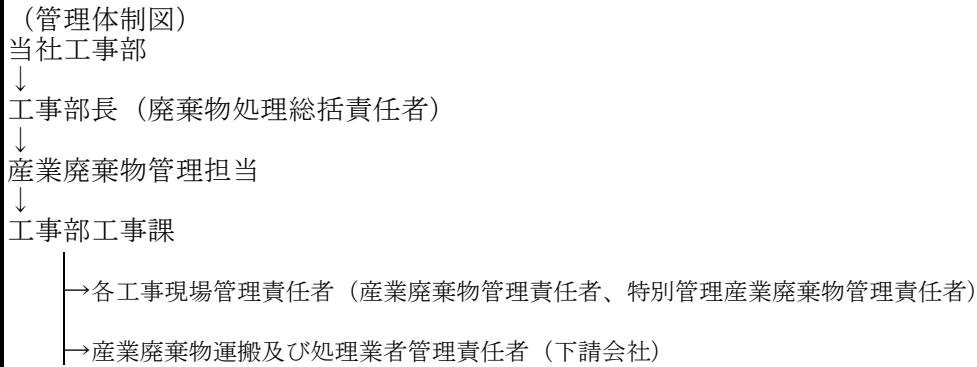 （管理体制図）
当社工事部
↓
工事部長（廃棄物処理総括責任者）
↓
産業廃棄物管理担当
↓
工事部工事課
→各工事現場管理責任者（産業廃棄物管理責任者、特別管理産業廃棄物管理責任者）
→産業廃棄物運搬及び処理業者管理責任者（下請会社）